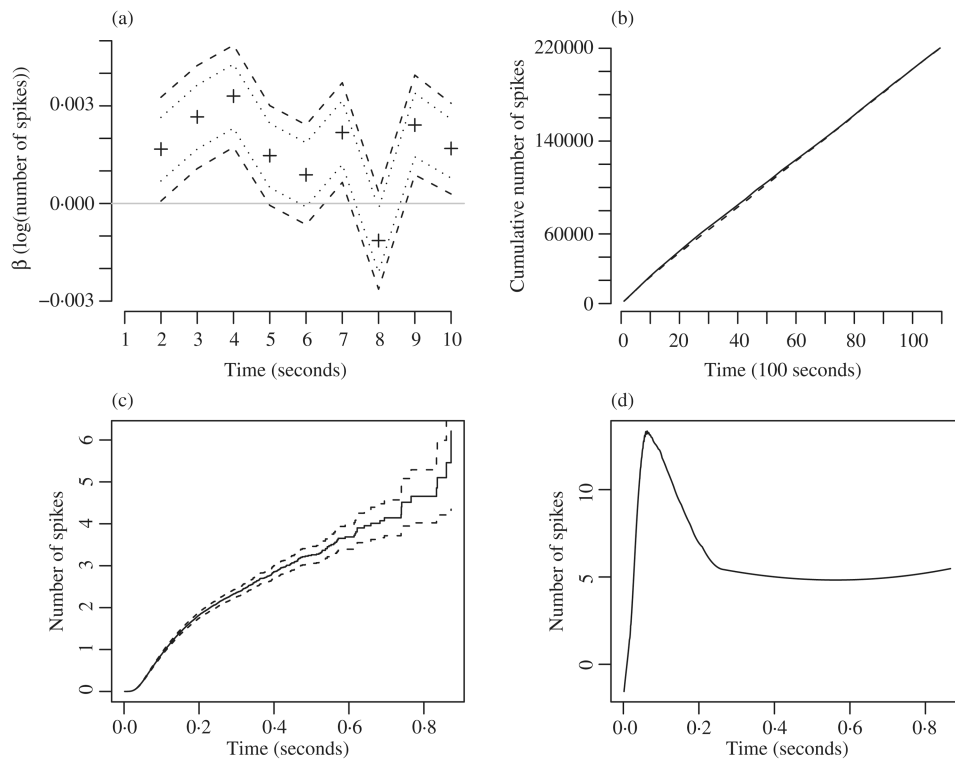 (a)
β (log(number of spikes))
0·003
0·000
−0·003
1 2 3 4 5 6 7 8 9 10
Time (seconds)
(b)
Cumulative number of spikes
220000
140000
60000
0
0 20 40 60 80 100
Time (100 seconds)
(c)
Number of spikes
6
5
4
3
2
1
0
0·0 0·2 0·4 0·6 0·8
Time (seconds)
(d)
Number of spikes
10
5
0
0·0 0·2 0·4 0·6 0·8
Time (seconds)